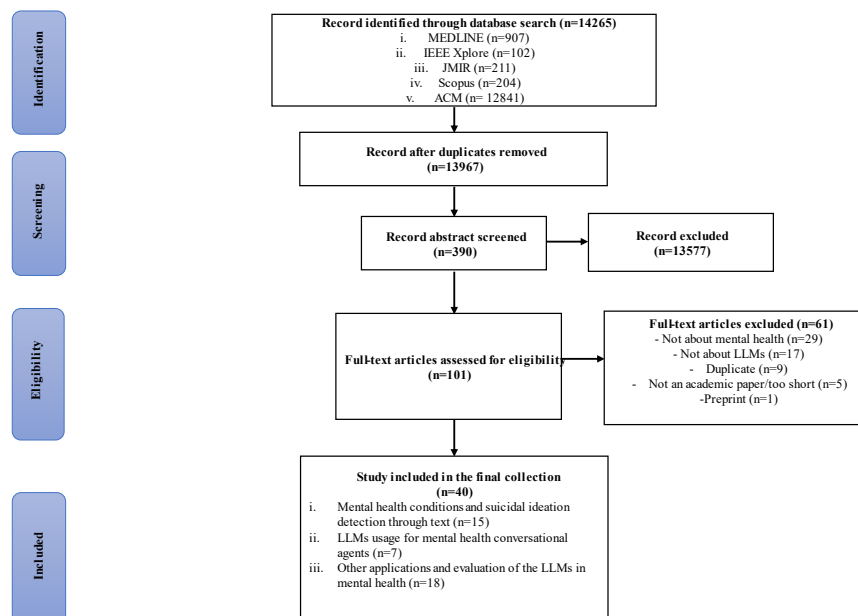 Identification
Record identified through database search (n=14265)
i. MEDLINE (n=907)
ii. IEEE Xplore (n=102)
iii. JMIR (n=211)
iv. Scopus (n=204)
v. ACM (n= 12841)
Screening
Record after duplicates removed
(n=13967)
Record abstract screened
(n=390)
Record excluded
(n=13577)
Eligibility
Full-text articles assessed for eligibility
(n=101)
Full-text articles excluded (n=61)
- Not about mental health (n=29)
- Not about LLMs (n=17)
- Duplicate (n=9)
- Not an academic paper/too short (n=5)
-Preprint (n=1)
Included
Study included in the final collection
(n=40)
i. Mental health conditions and suicidal ideation
detection through text (n=15)
ii. LLMs usage for mental health conversational
agents (n=7)
iii. Other applications and evaluation of the LLMs in
mental health (n=18)